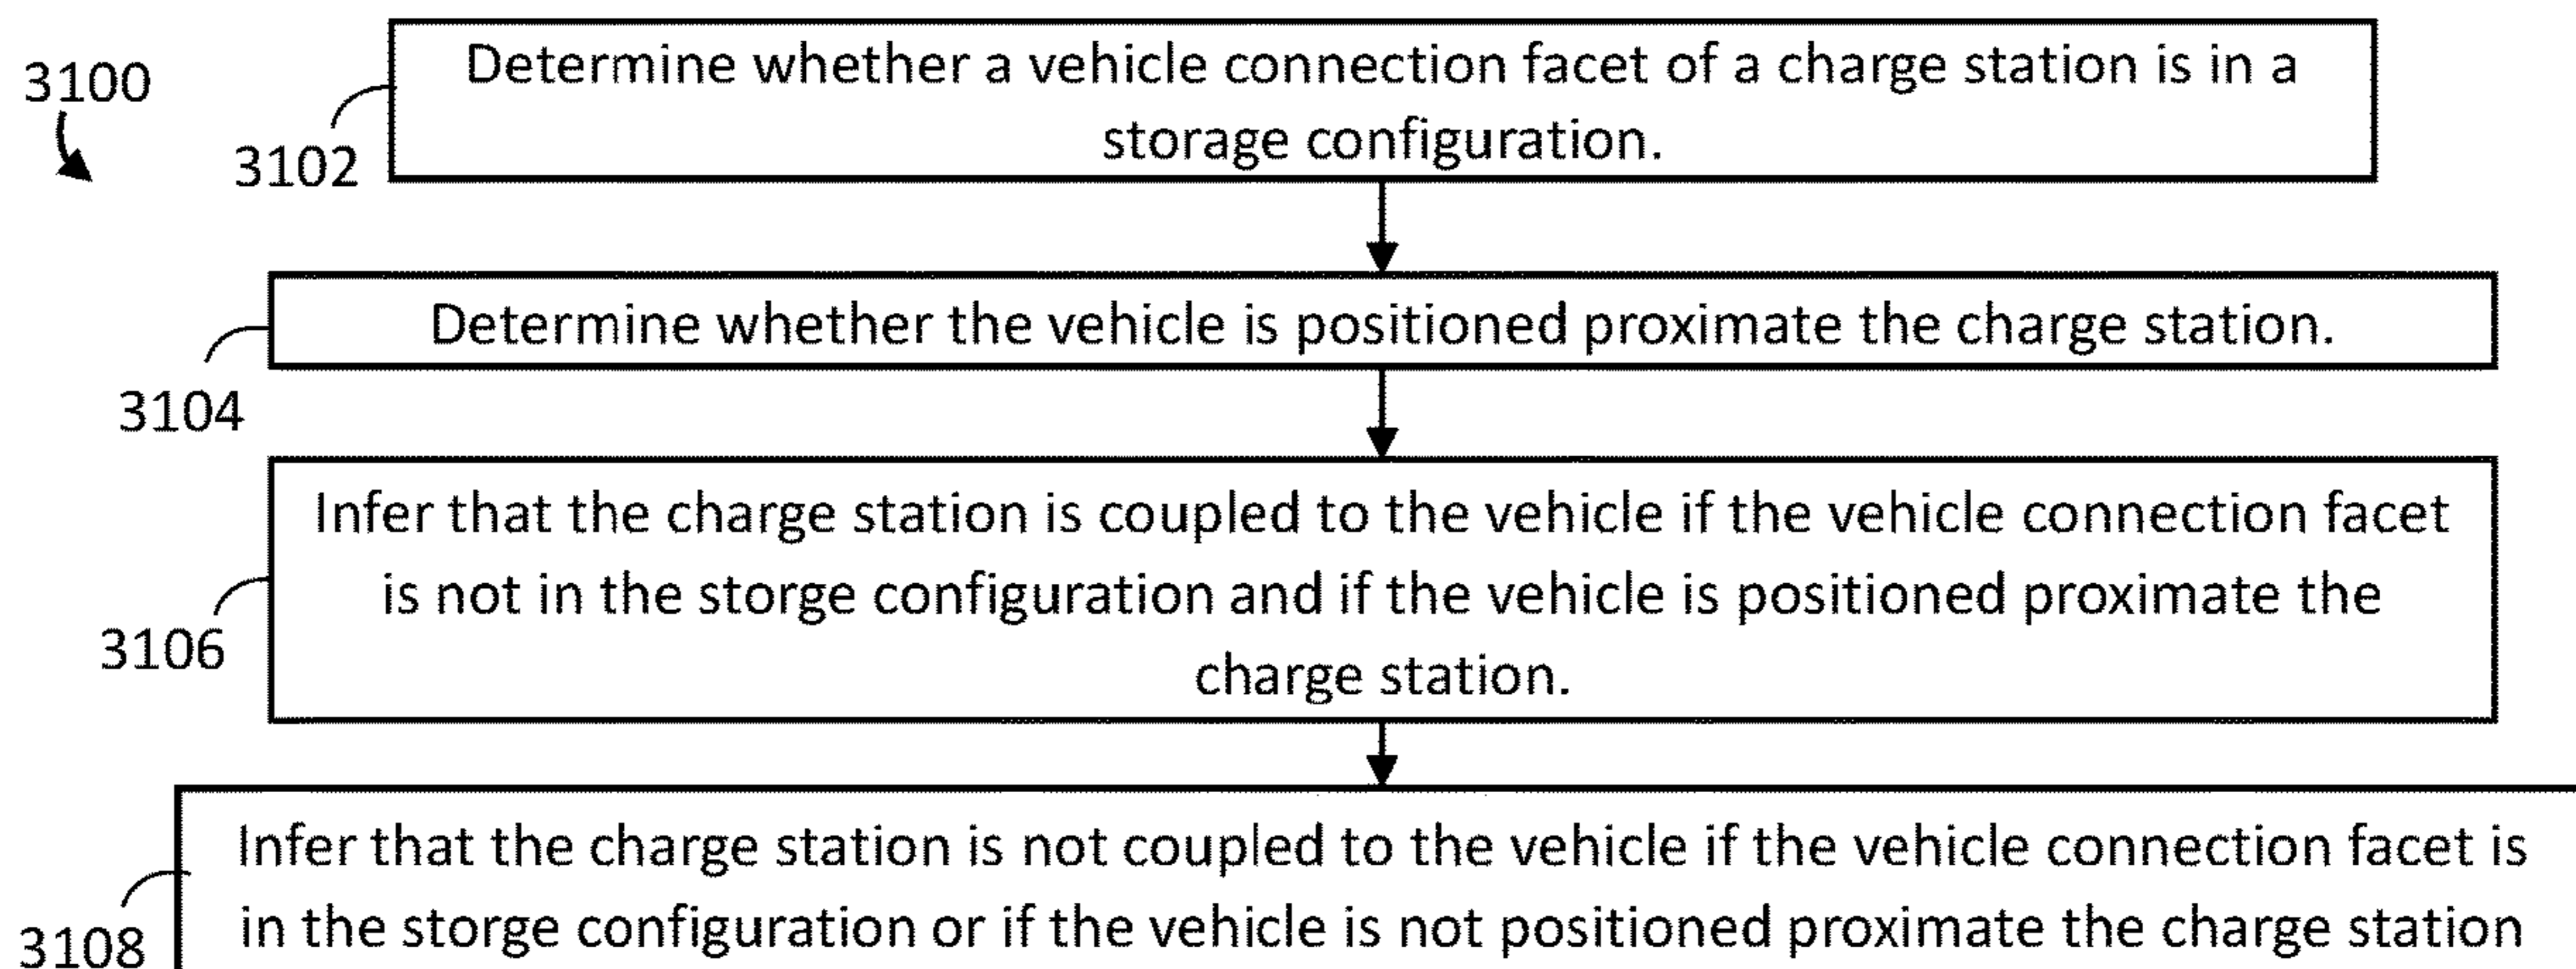 3100
Determine whether a vehicle connection facet of a charge station is in a
storage configuration.
3102
Determine whether the vehicle is positioned proximate the charge station.
3104
Infer that the charge station is coupled to the vehicle if the vehicle connection facet
is not in the storge configuration and if the vehicle is positioned proximate the
charge station.
3106
Infer that the charge station is not coupled to the vehicle if the vehicle connection facet is
in the storge configuration or if the vehicle is not positioned proximate the charge station
3108